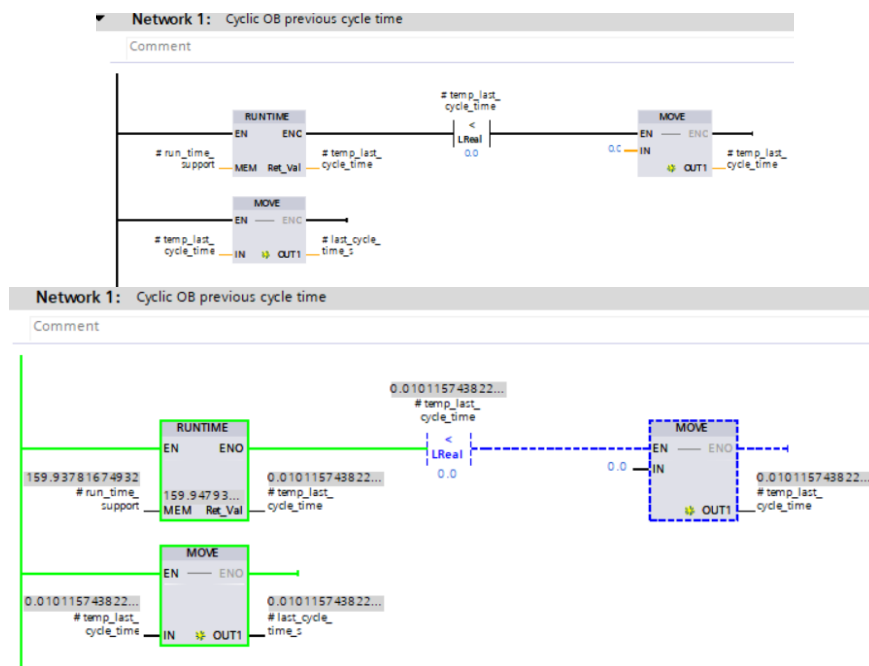 Network 1: Cyclic OB previous cycle time
Comment
# temp_last_
cycle_time
RUNTIME
<
MOVE
EN ENC
LReal
EN ENC
0.0
0.0 IN
# run_time_
support
# temp_last_
cycle_time
# temp_last_
cycle_time
MEM Ret_Val
OUT1
MOVE
EN ENC
# temp_last_
cycle_time
# last_cycle_
time_s
IN OUT1
Network 1: Cyclic OB previous cycle time
Comment
0.010115743822...
# temp_last_
cycle_time
RUNTIME
<
MOVE
EN ENO
LReal
EN ENO
0.0
0.0 IN
159.93781674932
0.010115743822...
0.010115743822...
# run_time_
support
159.94793...
# temp_last_
cycle_time
# temp_last_
cycle_time
MEM Ret_Val
OUT1
MOVE
EN ENO
0.010115743822...
0.010115743822...
# temp_last_
cycle_time
# last_cycle_
time_s
IN OUT1